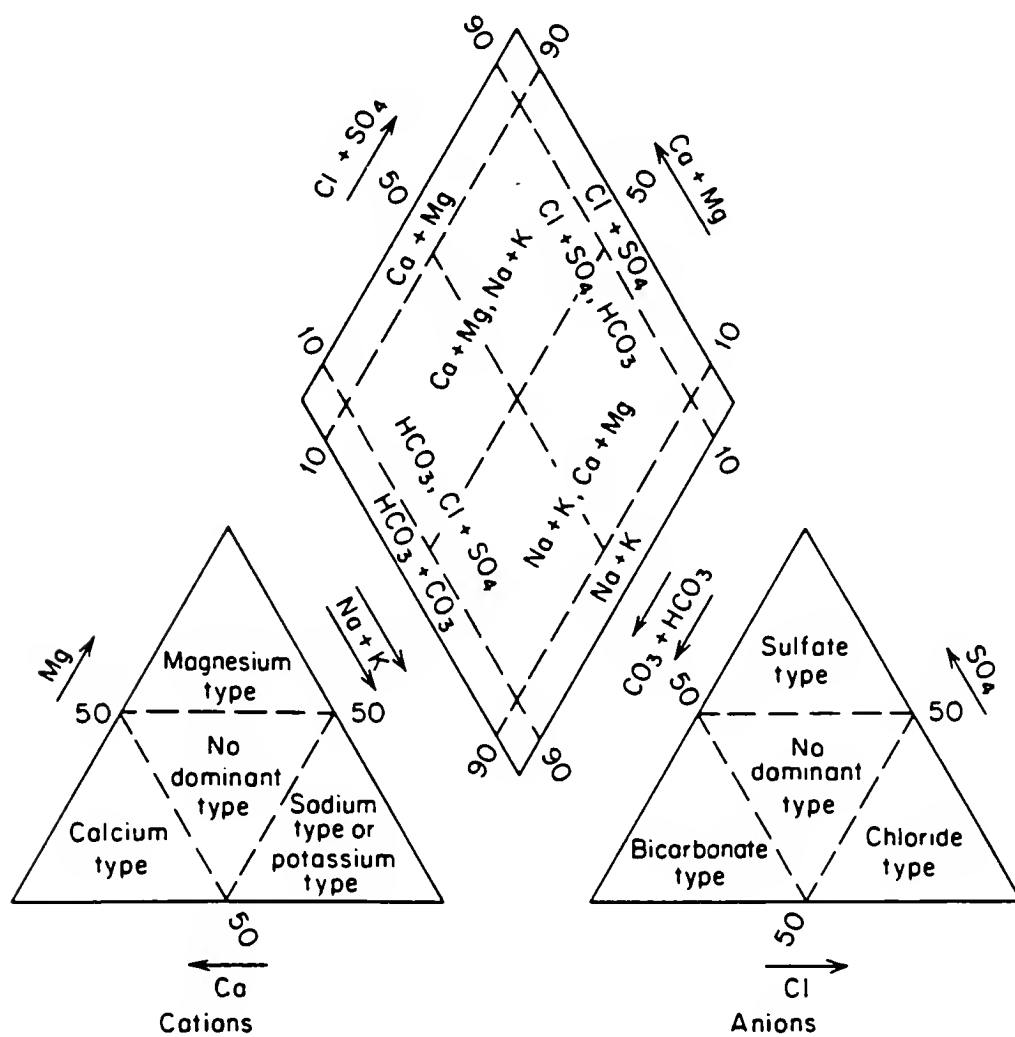 90
90
Cl + SO4
50
Ca + Mg
50
Ca + Mg
Cl + SO4
Ca + Mg, Na + K
Cl + SO4, HCO3
10
10
10
10
HCO3, Cl + SO4
Na + K, Ca + Mg
HCO3 + CO3
Na + K
90
90
Mg
50
Na + K
50
Magnesium
type
No
dominant
type
Calcium
type
Sodium
type or
potassium
type
50
Ca
Cations
CO3 + HCO3
50
SO4
50
Sulfate
type
No
dominant
type
Bicarbonate
type
Chloride
type
50
Cl
Anions